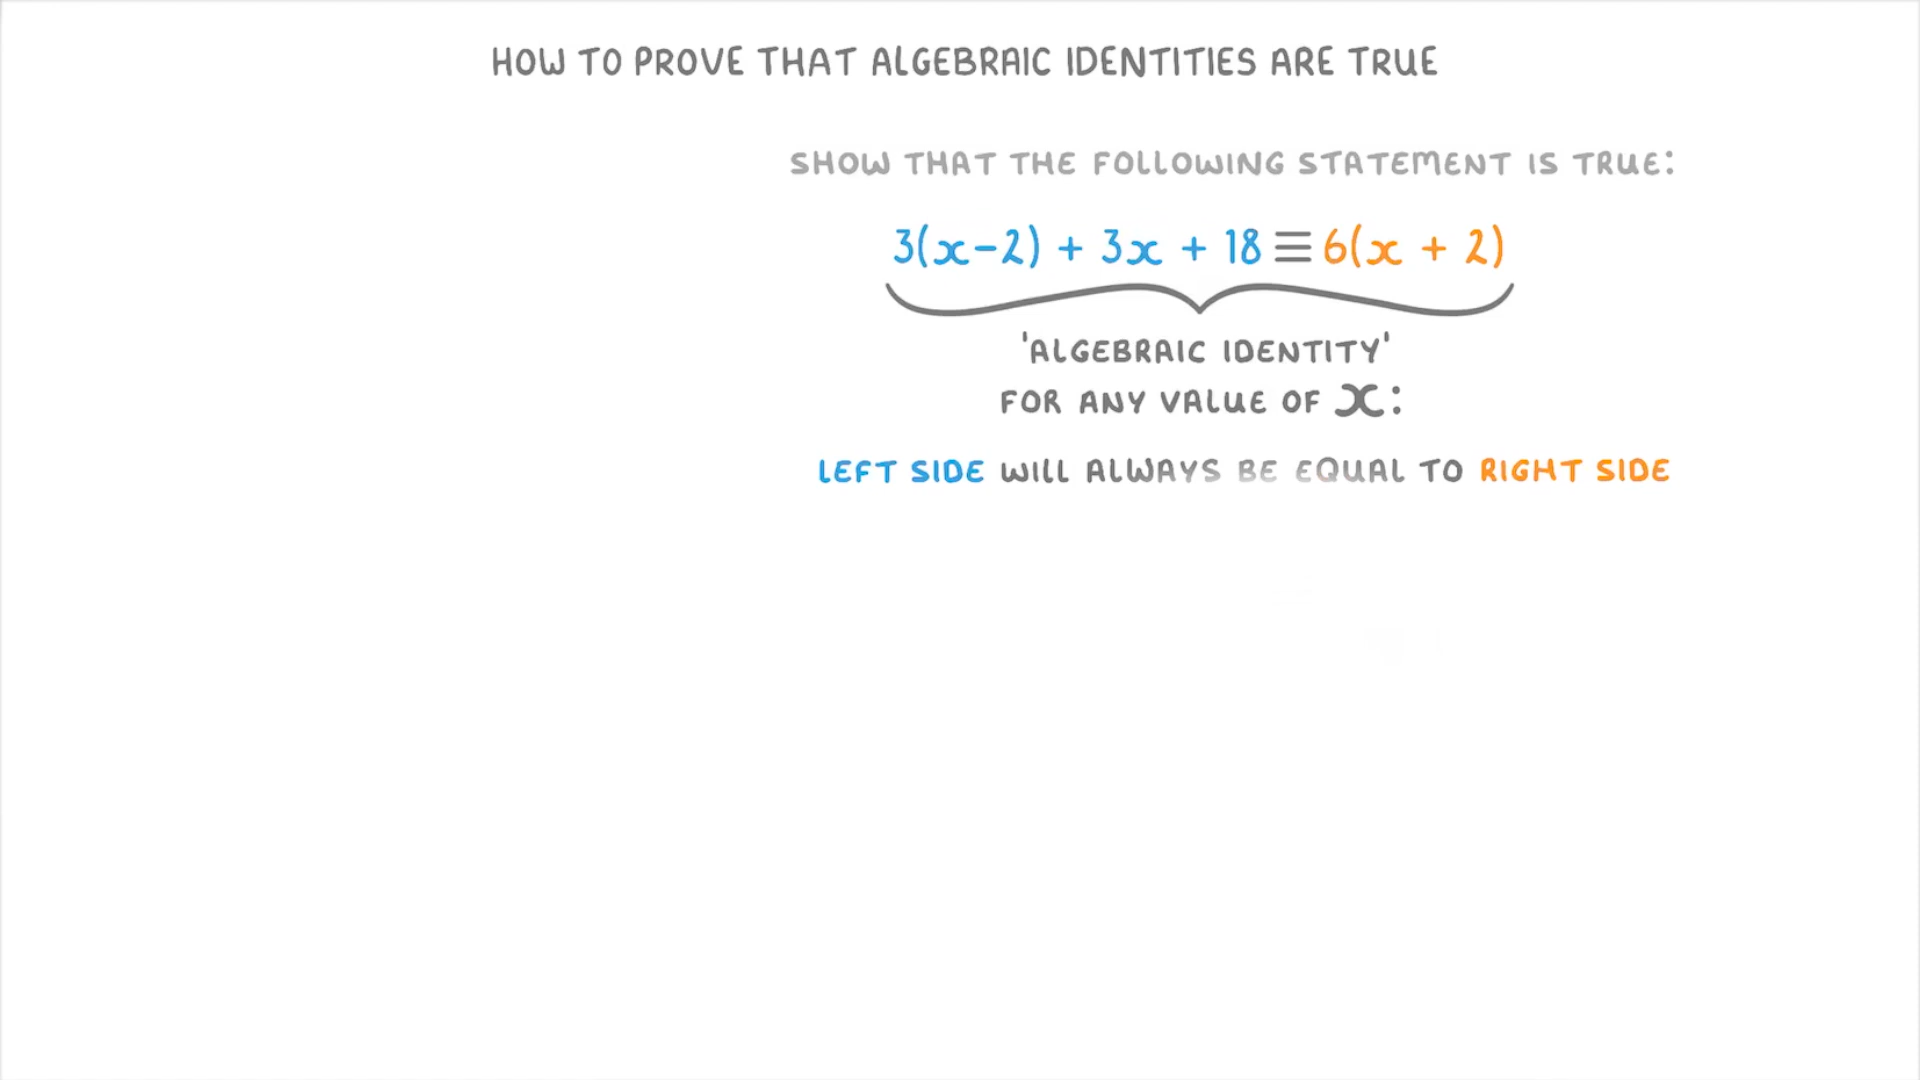 HOW TO PROVE THAT ALGEBRAIC IDENTITIES ARE TRUE
SHOW THAT THE FOLLOWING STATEMENT IS TRUE:
3(x-2) + 3x + 18 ≡ 6(x + 2)
'ALGEBRAIC IDENTITY'
FOR ANY VALUE OF x:
LEFT SIDE WILL ALWAYS BE EQUAL TO RIGHT SIDE